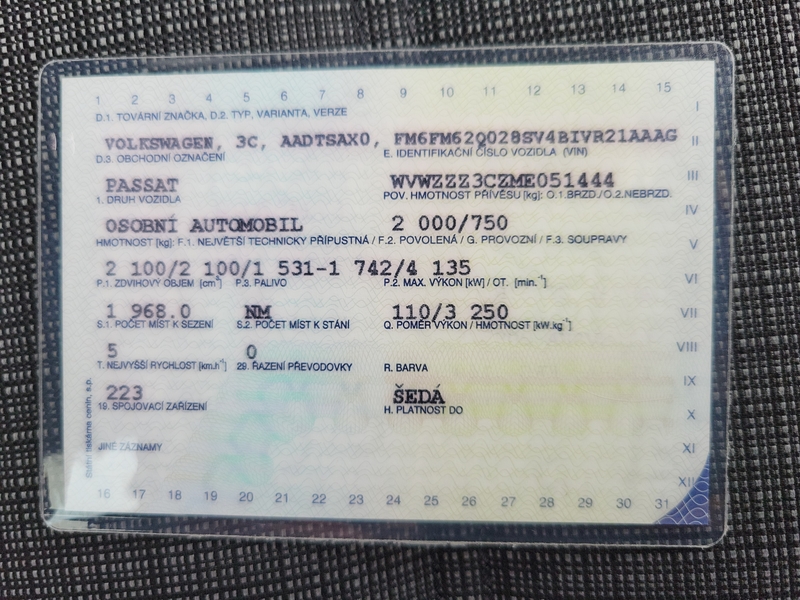 1 2 3 4 5 6 7 8 9 10 11 12 13 14 15
I
D.1. TOVÁRNÍ ZNAČKA, D.2. TYP, VARIANTA, VERZE
VOLKSWAGEN, 3C, AADTSAX0, FM6FM62Q028SV4BIVR21AAAG
II
D.3. OBCHODNÍ OZNAČENÍ E. IDENTIFIKAČNÍ ČÍSLO VOZIDLA (VIN)
PASSAT WVWZZZ3CZME051444
III
1. DRUH VOZIDLA POV. HMOTNOST PŘÍVĚSU [kg]: O.1.BRZD./O.2.NEBRZD.
OSOBNÍ AUTOMOBIL 2 000/750
IV
HMOTNOST [kg]: F.1. NEJVĚTŠÍ TECHNICKY PŘÍPUSTNÁ / F.2. POVOLENÁ / G. PROVOZNÍ / F.3. SOUPRAVY
V
2 100/2 100/1 531-1 742/4 135
P.1. ZDVIHOVÝ OBJEM [cm³] P.3. PALIVO P.2. MAX. VÝKON [kW] / OT. [min.⁻¹]
VI
1 968.0 NM 110/3 250
VII
S.1. POČET MÍST K SEZENÍ S.2. POČET MÍST K STÁNÍ Q. POMĚR VÝKON / HMOTNOST [kW.kg⁻¹]
5 0
VIII
T. NEJVYŠŠÍ RYCHLOST [km.h⁻¹] 29. ŘAZENÍ PŘEVODOVKY R. BARVA
223 ŠEDÁ
IX
19. SPOJOVACÍ ZAŘÍZENÍ H. PLATNOST DO
X
JINÉ ZÁZNAMY
XI
XII
Státní tiskárna cenin, s.p.
16 17 18 19 20 21 22 23 24 25 26 27 28 29 30 31